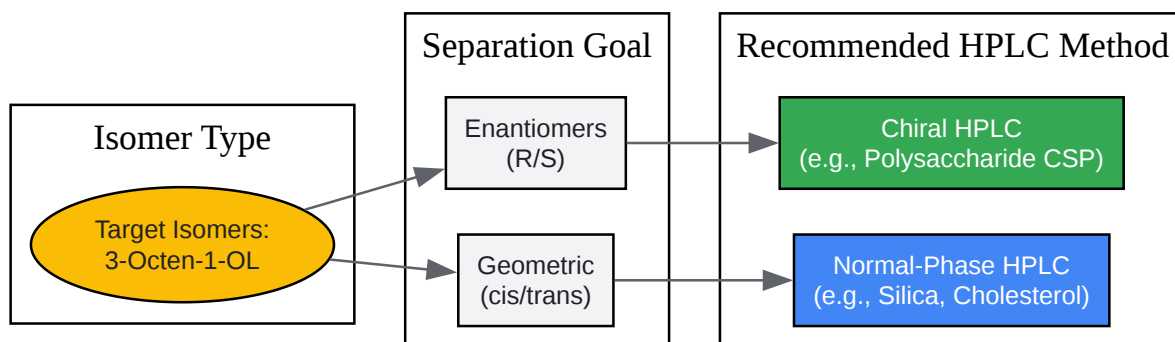 Isomer Type
Target Isomers:
3-Octen-1-OL
Separation Goal
Enantiomers
(R/S)
Geometric
(cis/trans)
Recommended HPLC Method
Chiral HPLC
(e.g., Polysaccharide CSP)
Normal-Phase HPLC
(e.g., Silica, Cholesterol)